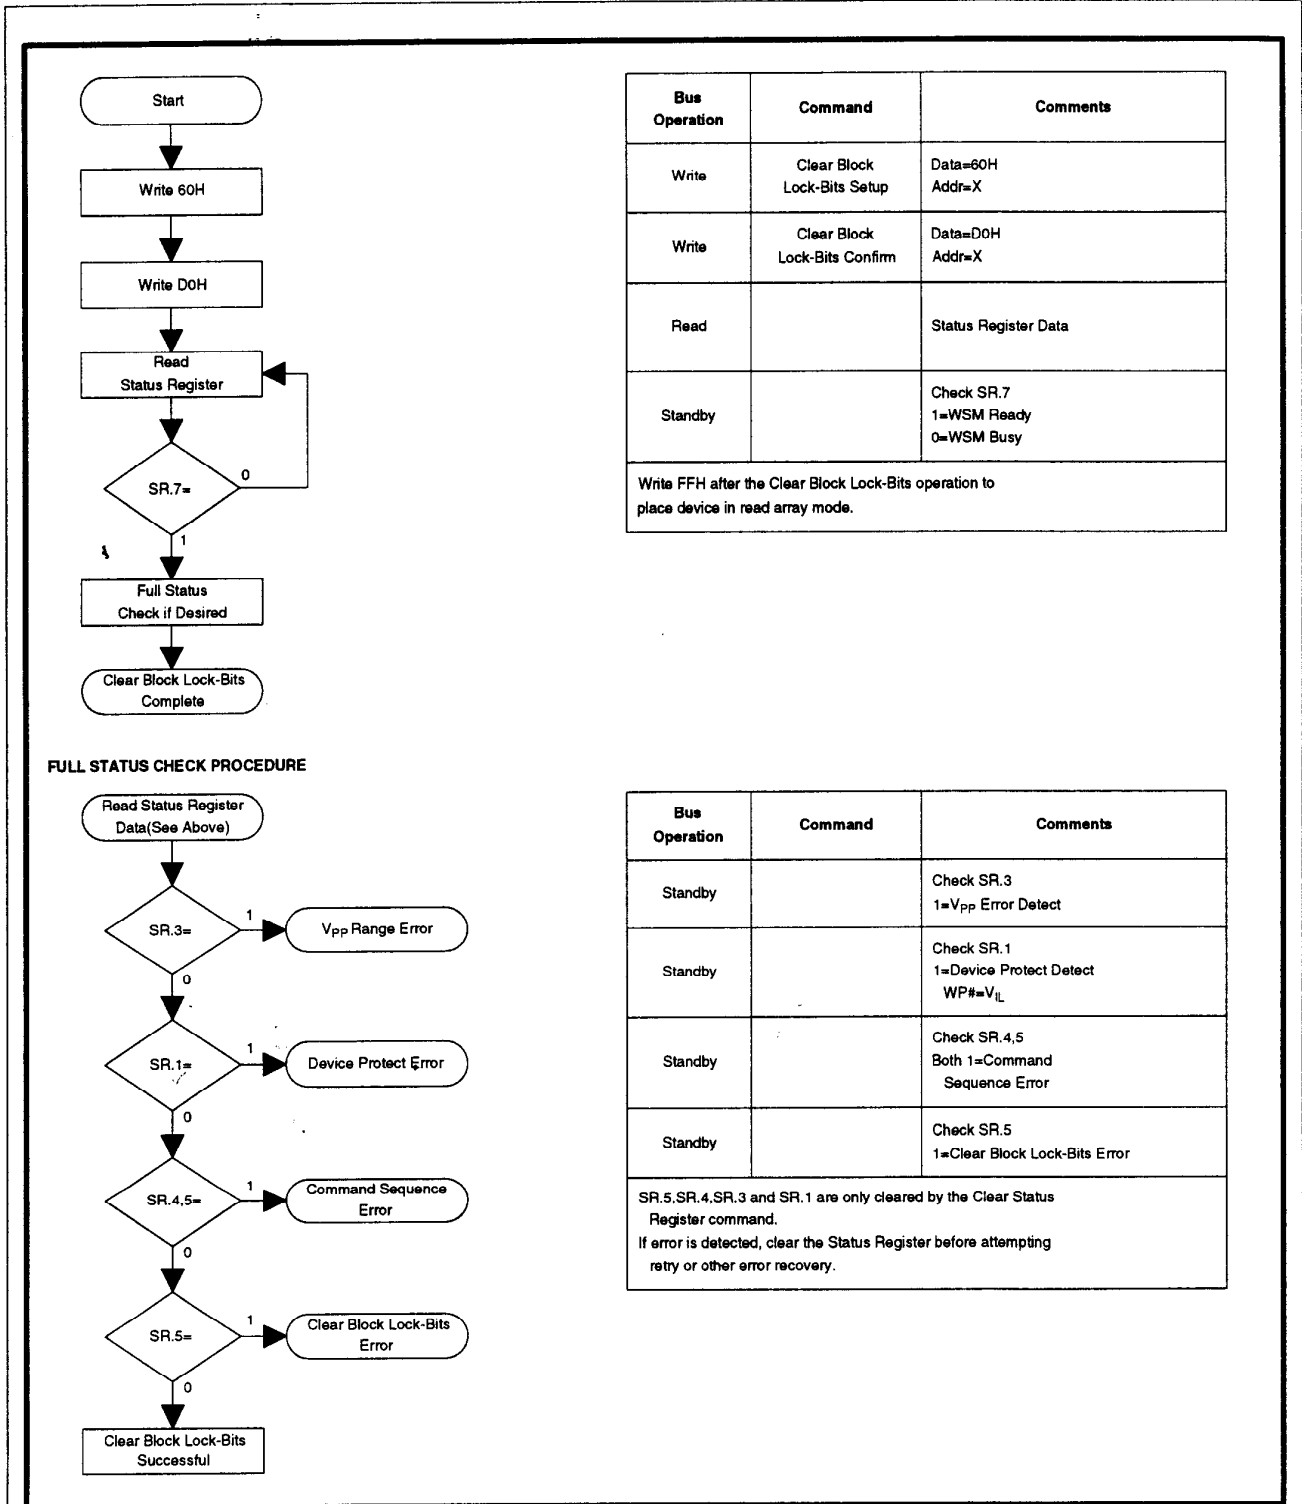 Start
Write 60H
Write D0H
Read
Status Register
SR.7=
0
1
Full Status
Check if Desired
Clear Block Lock-Bits
Complete
Bus
Operation
Command
Comments
Write
Clear Block
Lock-Bits Setup
Data=60H
Addr=X
Write
Clear Block
Lock-Bits Confirm
Data=D0H
Addr=X
Read
Status Register Data
Standby
Check SR.7
1=WSM Ready
0=WSM Busy
Write FFH after the Clear Block Lock-Bits operation to
place device in read array mode.
FULL STATUS CHECK PROCEDURE
Read Status Register
Data(See Above)
SR.3=
1
VPP Range Error
0
SR.1=
1
Device Protect Error
0
SR.4,5=
1
Command Sequence
Error
0
SR.5=
1
Clear Block Lock-Bits
Error
0
Clear Block Lock-Bits
Successful
Bus
Operation
Command
Comments
Standby
Check SR.3
1=VPP Error Detect
Standby
Check SR.1
1=Device Protect Detect
WP#=VIL
Standby
Check SR.4,5
Both 1=Command
Sequence Error
Standby
Check SR.5
1=Clear Block Lock-Bits Error
SR.5.SR.4.SR.3 and SR.1 are only cleared by the Clear Status
Register command.
If error is detected, clear the Status Register before attempting
retry or other error recovery.